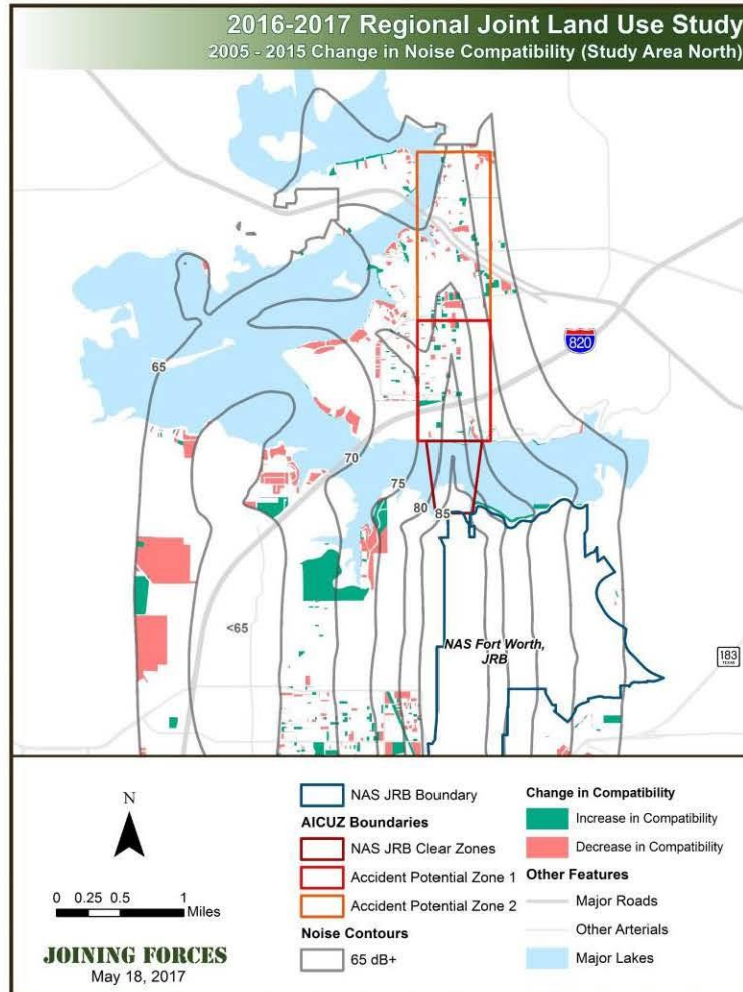 2016-2017 Regional Joint Land Use Study
2005 - 2015 Change in Noise Compatibility (Study Area North)
820
65
70
75
80
85
<65
NAS Fort Worth,
JRB
183
TEXAS
N
0 0.25 0.5 1
Miles
JOINING FORCES
May 18, 2017
NAS JRB Boundary
AICUZ Boundaries
NAS JRB Clear Zones
Accident Potential Zone 1
Accident Potential Zone 2
Noise Contours
65 dB+
Change in Compatibility
Increase in Compatibility
Decrease in Compatibility
Other Features
Major Roads
Other Arterials
Major Lakes